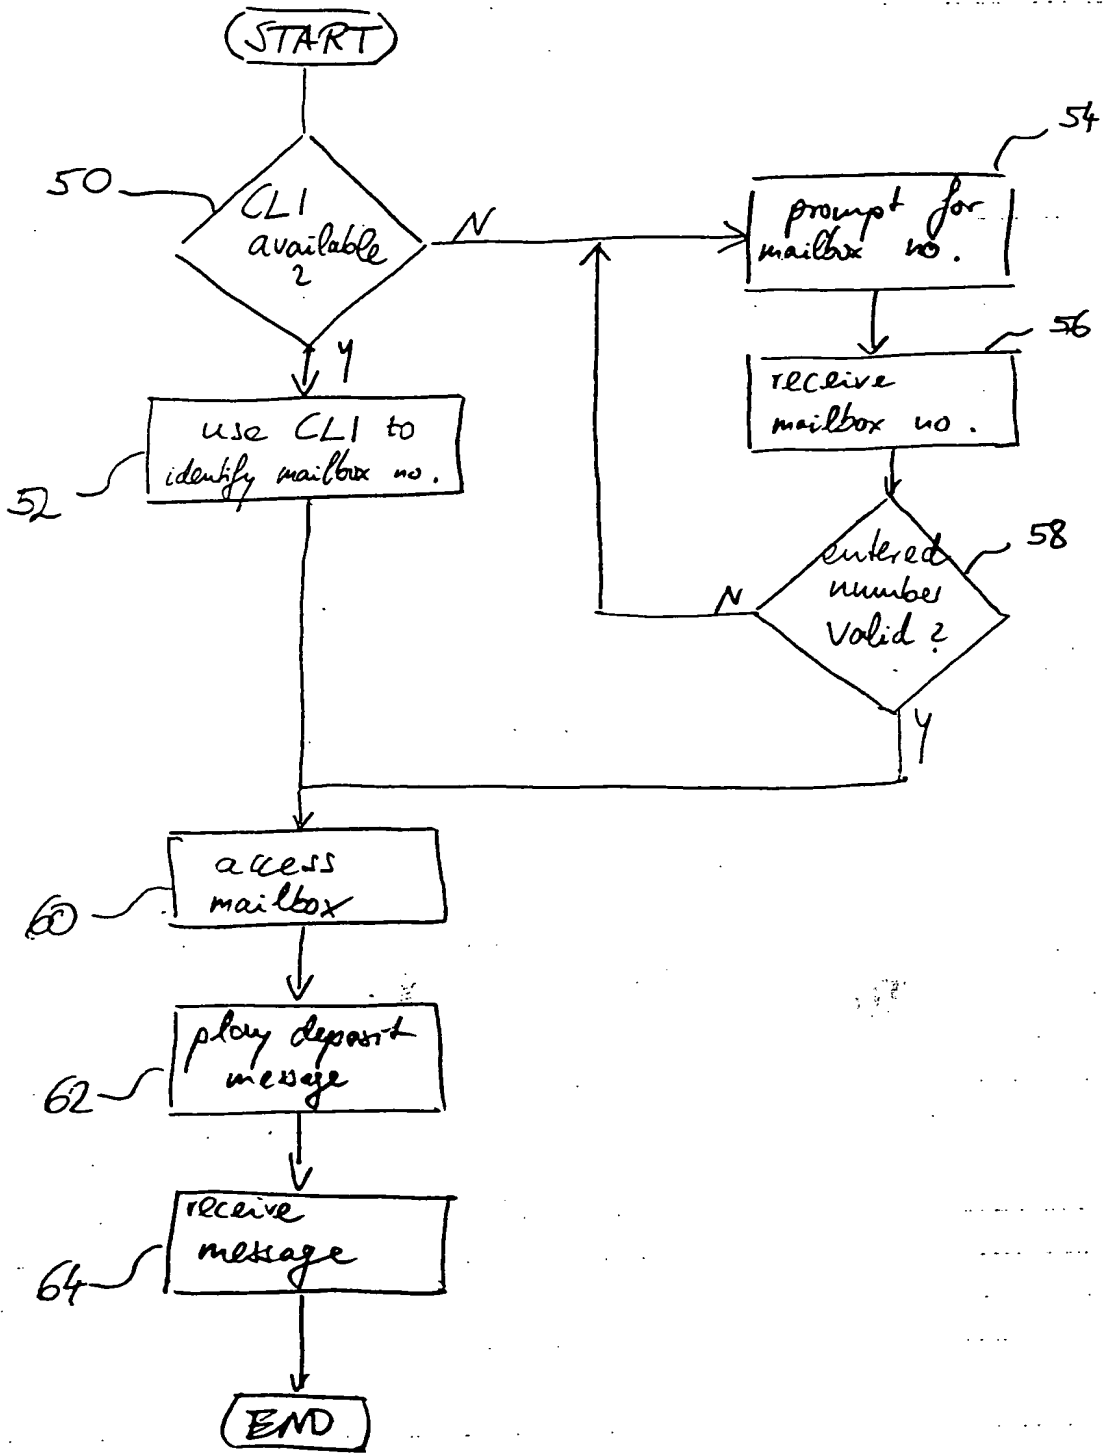 START
50
CLI
available
?
N
Y
54
prompt for
mailbox no.
56
receive
mailbox no.
58
entered
number
valid?
N
Y
52
use CLI to
identify mailbox no.
60
access
mailbox
62
play deposit
message
64
receive
message
END